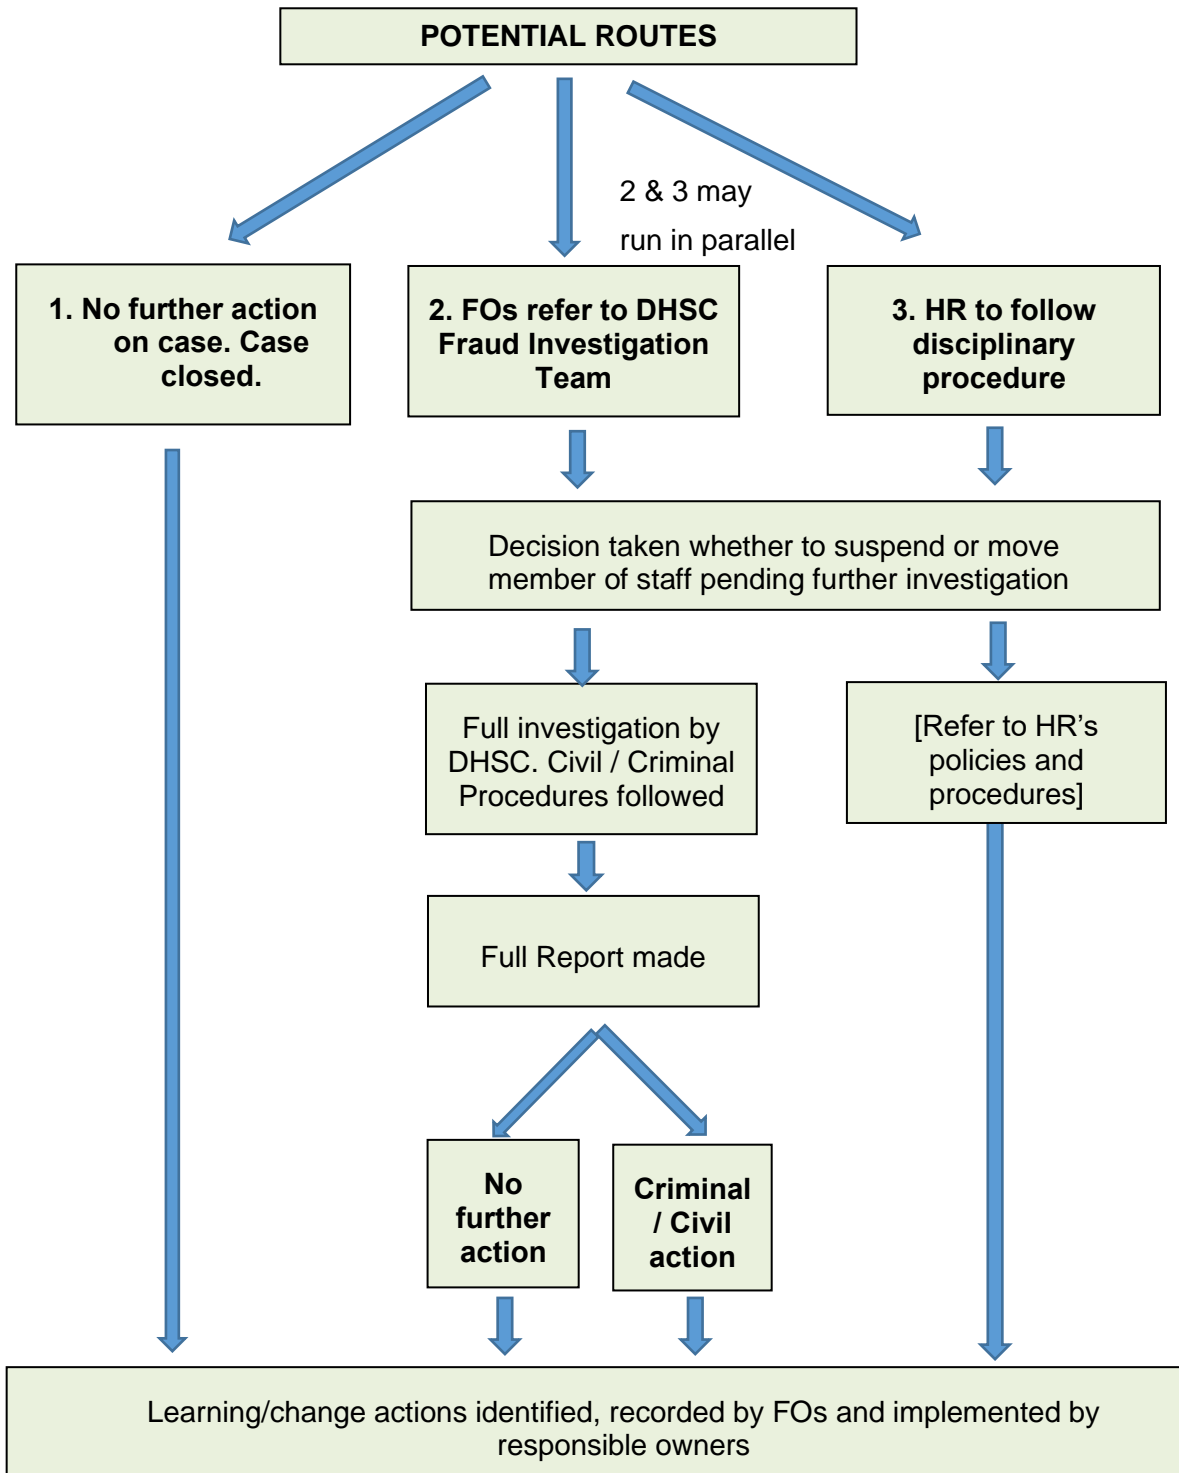 POTENTIAL ROUTES
2 & 3 may
run in parallel
1. No further action
on case. Case
closed.
2. FOs refer to DHSC
Fraud Investigation
Team
3. HR to follow
disciplinary
procedure
Decision taken whether to suspend or move
member of staff pending further investigation
Full investigation by
DHSC. Civil / Criminal
Procedures followed
[Refer to HR’s
policies and
procedures]
Full Report made
No
further
action
Criminal
/ Civil
action
Learning/change actions identified, recorded by FOs and implemented by
responsible owners